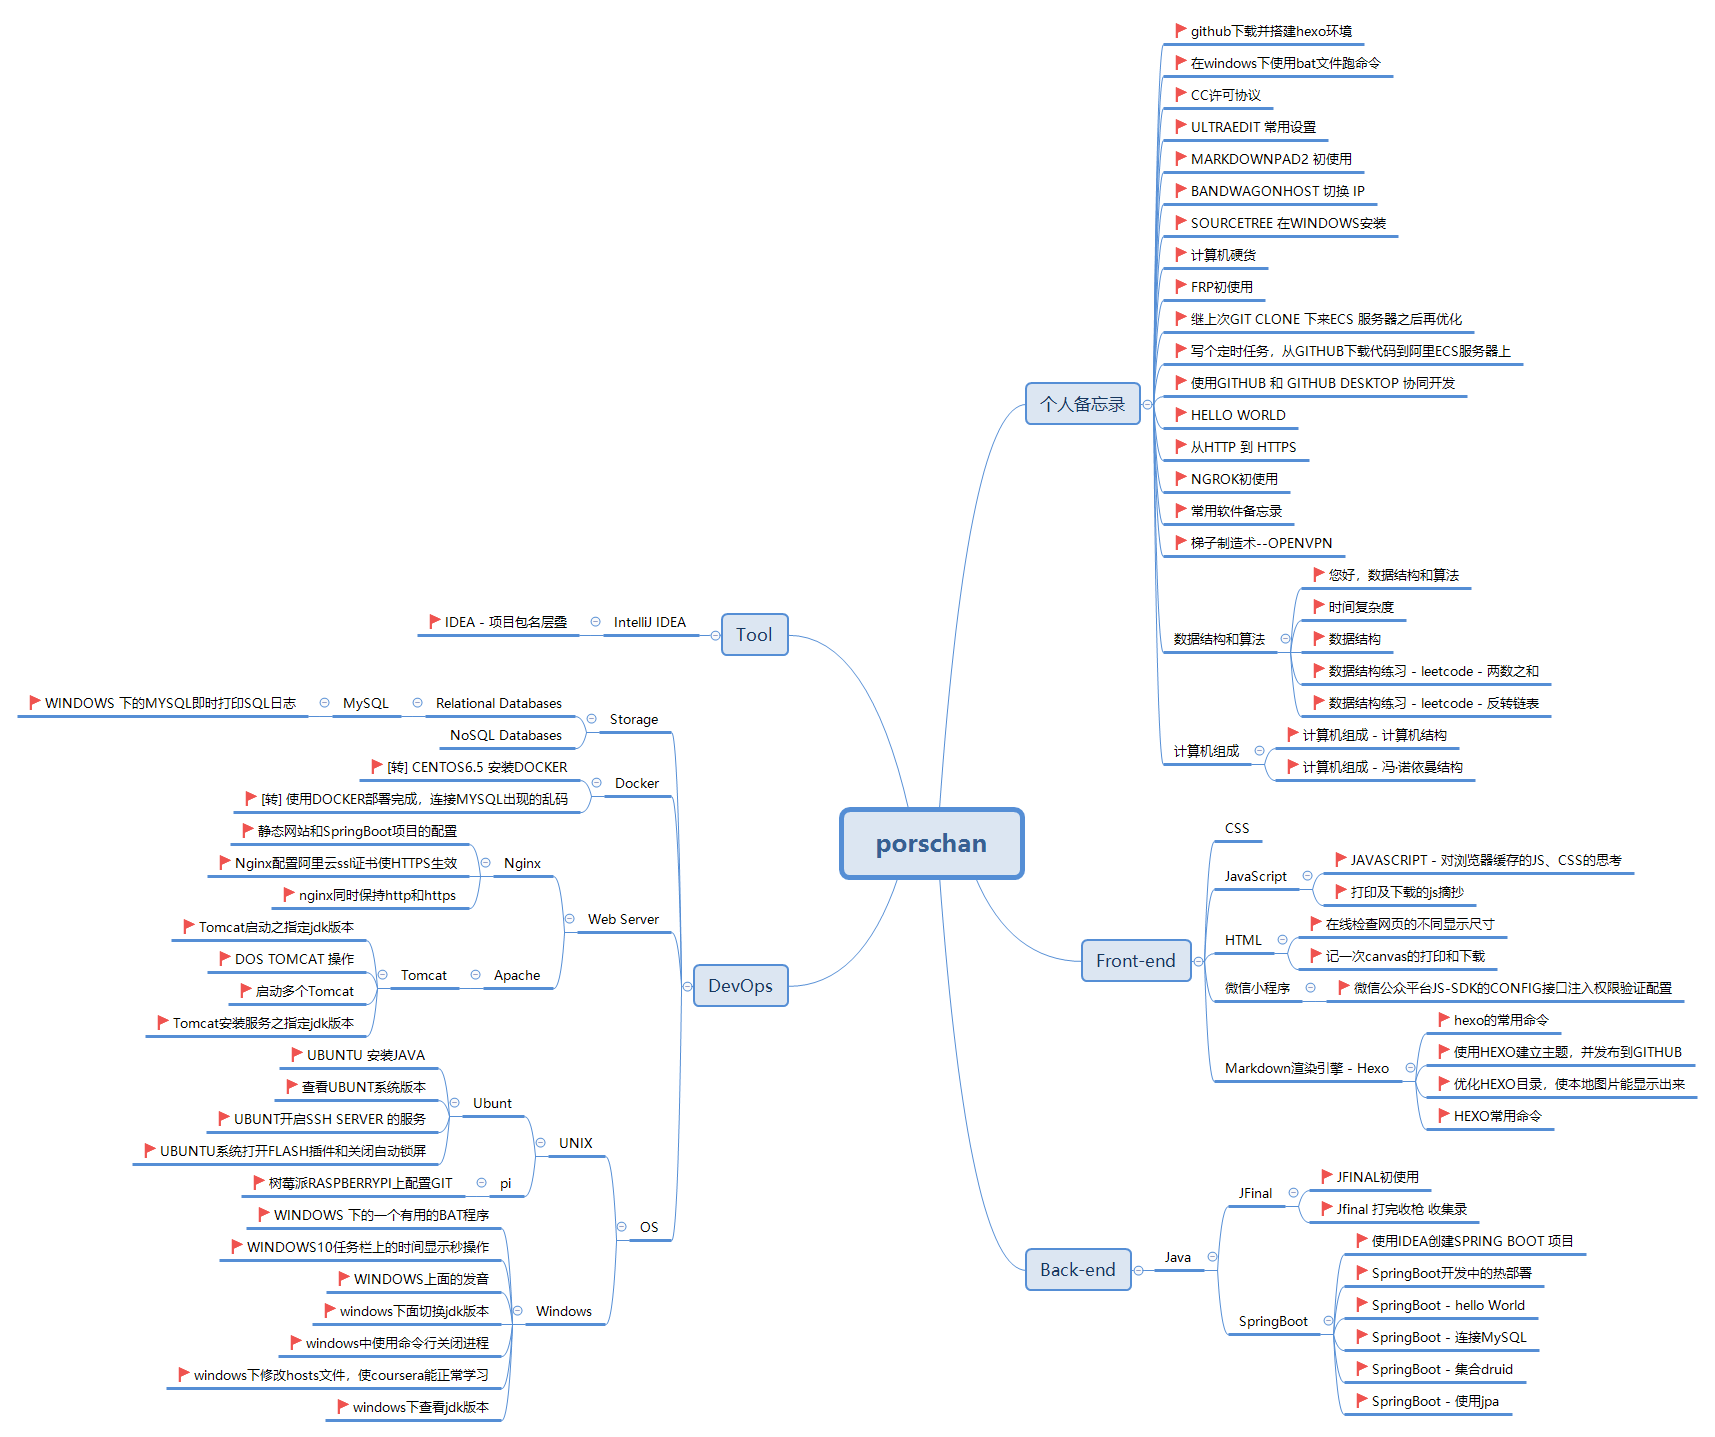 porschan
个人备忘录
github下载并搭建hexo环境
在windows下使用bat文件跑命令
CC许可协议
ULTRAEDIT 常用设置
MARKDOWNPAD2 初使用
BANDWAGONHOST 切换 IP
SOURCETREE 在WINDOWS安装
计算机硬货
FRP初使用
继上次GIT CLONE 下来ECS 服务器之后再优化
写个定时任务，从GITHUB下载代码到阿里ECS服务器上
使用GITHUB 和 GITHUB DESKTOP 协同开发
HELLO WORLD
从HTTP 到 HTTPS
NGROK初使用
常用软件备忘录
梯子制造术--OPENVPN
数据结构和算法
您好，数据结构和算法
时间复杂度
数据结构
数据结构练习 - leetcode - 两数之和
数据结构练习 - leetcode - 反转链表
计算机组成
计算机组成 - 计算机结构
计算机组成 - 冯·诺依曼结构
Front-end
CSS
JavaScript
JAVASCRIPT - 对浏览器缓存的JS、CSS的思考
打印及下载的js摘抄
HTML
在线检查网页的不同显示尺寸
记一次canvas的打印和下载
微信小程序
微信公众平台JS-SDK的CONFIG接口注入权限验证配置
Markdown渲染引擎 - Hexo
hexo的常用命令
使用HEXO建立主题，并发布到GITHUB
优化HEXO目录，使本地图片能显示出来
HEXO常用命令
Back-end
Java
JFinal
JFINAL初使用
Jfinal 打完收枪 收集录
SpringBoot
使用IDEA创建SPRING BOOT 项目
SpringBoot开发中的热部署
SpringBoot - hello World
SpringBoot - 连接MySQL
SpringBoot - 集合druid
SpringBoot - 使用jpa
Tool
IntelliJ IDEA
IDEA - 项目包名层叠
DevOps
Storage
Relational Databases
MySQL
WINDOWS 下的MYSQL即时打印SQL日志
NoSQL Databases
Docker
[转] CENTOS6.5 安装DOCKER
[转] 使用DOCKER部署完成，连接MYSQL出现的乱码
Web Server
Nginx
静态网站和SpringBoot项目的配置
Nginx配置阿里云ssl证书使HTTPS生效
nginx同时保持http和https
Apache
Tomcat
Tomcat启动之指定jdk版本
DOS TOMCAT 操作
启动多个Tomcat
Tomcat安装服务之指定jdk版本
OS
UNIX
Ubunt
UBUNTU 安装JAVA
查看UBUNT系统版本
UBUNT开启SSH SERVER 的服务
UBUNTU系统打开FLASH插件和关闭自动锁屏
pi
树莓派RASPBERRYPI上配置GIT
Windows
WINDOWS 下的一个有用的BAT程序
WINDOWS10任务栏上的时间显示秒操作
WINDOWS上面的发音
windows下面切换jdk版本
windows中使用命令行关闭进程
windows下修改hosts文件，使coursera能正常学习
windows下查看jdk版本